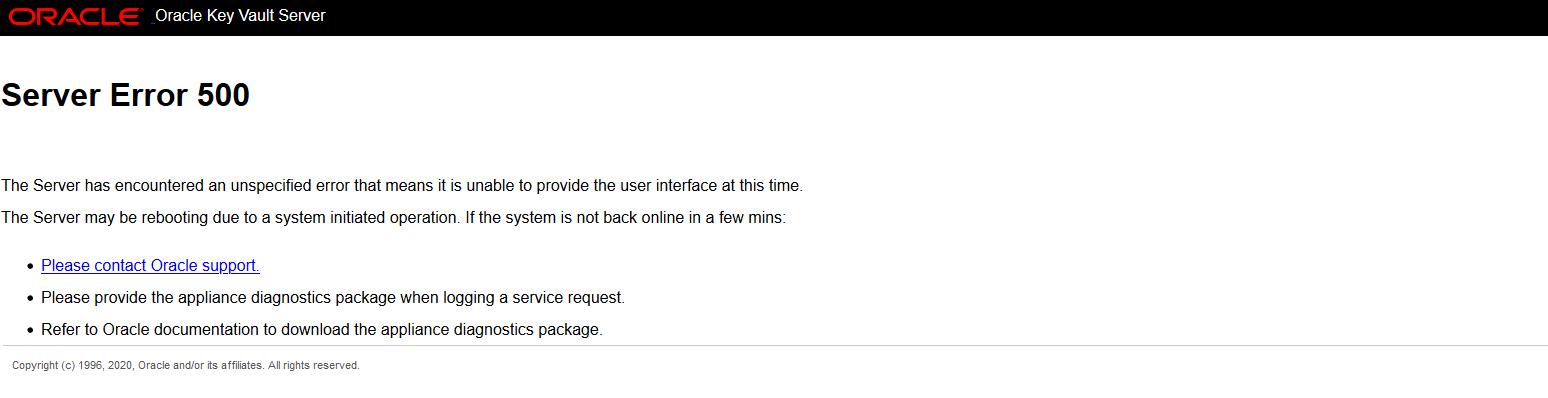 ORACLE® _Oracle Key Vault Server
Server Error 500
The Server has encountered an unspecified error that means it is unable to provide the user interface at this time.
The Server may be rebooting due to a system initiated operation. If the system is not back online in a few mins:
• Please contact Oracle support.
• Please provide the appliance diagnostics package when logging a service request.
• Refer to Oracle documentation to download the appliance diagnostics package.
Copyright (c) 1996, 2020, Oracle and/or its affiliates. All rights reserved.